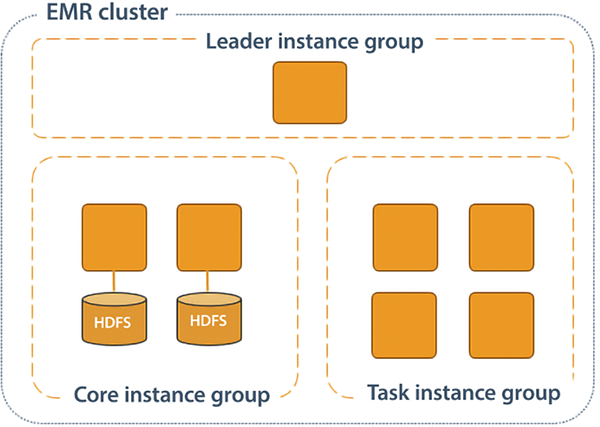 EMR cluster
Leader instance group
HDFS
HDFS
Core instance group
Task instance group